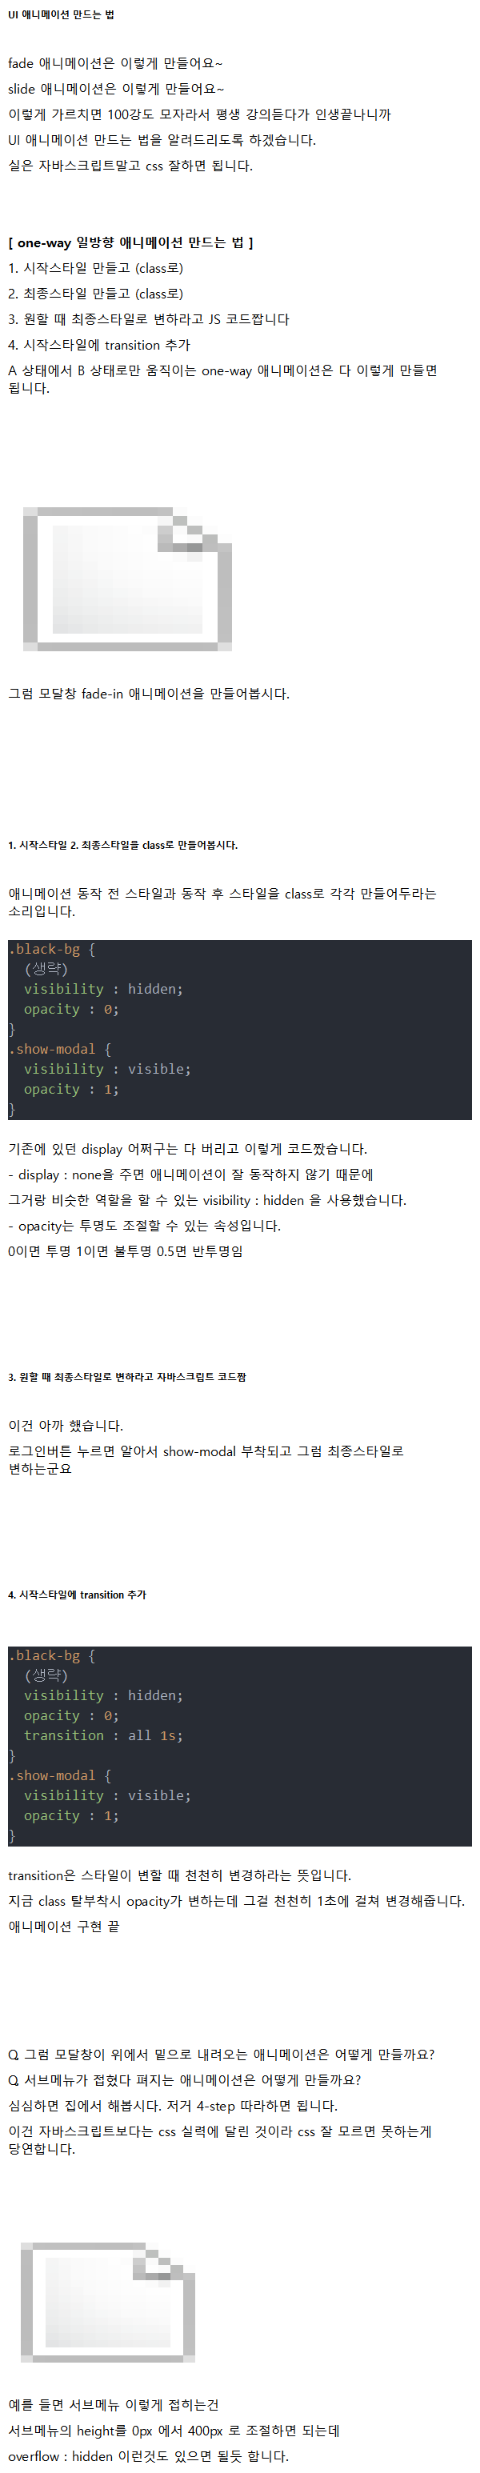 UI 애니메이션 만드는 법
fade 애니메이션은 이렇게 만들어요~
slide 애니메이션은 이렇게 만들어요~
이렇게 가르치면 100강도 모자라서 평생 강의듣다가 인생끝나니까
UI 애니메이션 만드는 법을 알려드리도록 하겠습니다.
실은 자바스크립트말고 css 잘하면 됩니다.
[ one-way 일방향 애니메이션 만드는 법 ]
1. 시작스타일 만들고 (class로)
2. 최종스타일 만들고 (class로)
3. 원할 때 최종스타일로 변하라고 JS 코드짭니다
4. 시작스타일에 transition 추가
A 상태에서 B 상태로만 움직이는 one-way 애니메이션은 다 이렇게 만들면
됩니다.
그럼 모달창 fade-in 애니메이션을 만들어봅시다.
1. 시작스타일 2. 최종스타일을 class로 만들어봅시다.
애니메이션 동작 전 스타일과 동작 후 스타일을 class로 각각 만들어두라는
소리입니다.
.black-bg {
(생략)
visibility : hidden;
opacity : 0;
}
.show-modal {
visibility : visible;
opacity : 1;
}
기존에 있던 display 어쩌구는 다 버리고 이렇게 코드짰습니다.
- display : none을 주면 애니메이션이 잘 동작하지 않기 때문에
그거랑 비슷한 역할을 할 수 있는 visibility : hidden 을 사용했습니다.
- opacity는 투명도 조절할 수 있는 속성입니다.
0이면 투명 1이면 불투명 0.5면 반투명임
3. 원할 때 최종스타일로 변하라고 자바스크립트 코드짬
이건 아까 했습니다.
로그인버튼 누르면 알아서 show-modal 부착되고 그럼 최종스타일로
변하는군요
4. 시작스타일에 transition 추가
.black-bg {
(생략)
visibility : hidden;
opacity : 0;
transition : all 1s;
}
.show-modal {
visibility : visible;
opacity : 1;
}
transition은 스타일이 변할 때 천천히 변경하라는 뜻입니다.
지금 class 탈부착시 opacity가 변하는데 그걸 천천히 1초에 걸쳐 변경해줍니다.
애니메이션 구현 끝
Q. 그럼 모달창이 위에서 밑으로 내려오는 애니메이션은 어떻게 만들까요?
Q. 서브메뉴가 접혔다 펴지는 애니메이션은 어떻게 만들까요?
심심하면 집에서 해봅시다. 저거 4-step 따라하면 됩니다.
이건 자바스크립트보다는 css 실력에 달린 것이라 css 잘 모르면 못하는게
당연합니다.
예를 들면 서브메뉴 이렇게 접히는건
서브메뉴의 height를 0px 에서 400px 로 조절하면 되는데
overflow : hidden 이런것도 있으면 될듯 합니다.